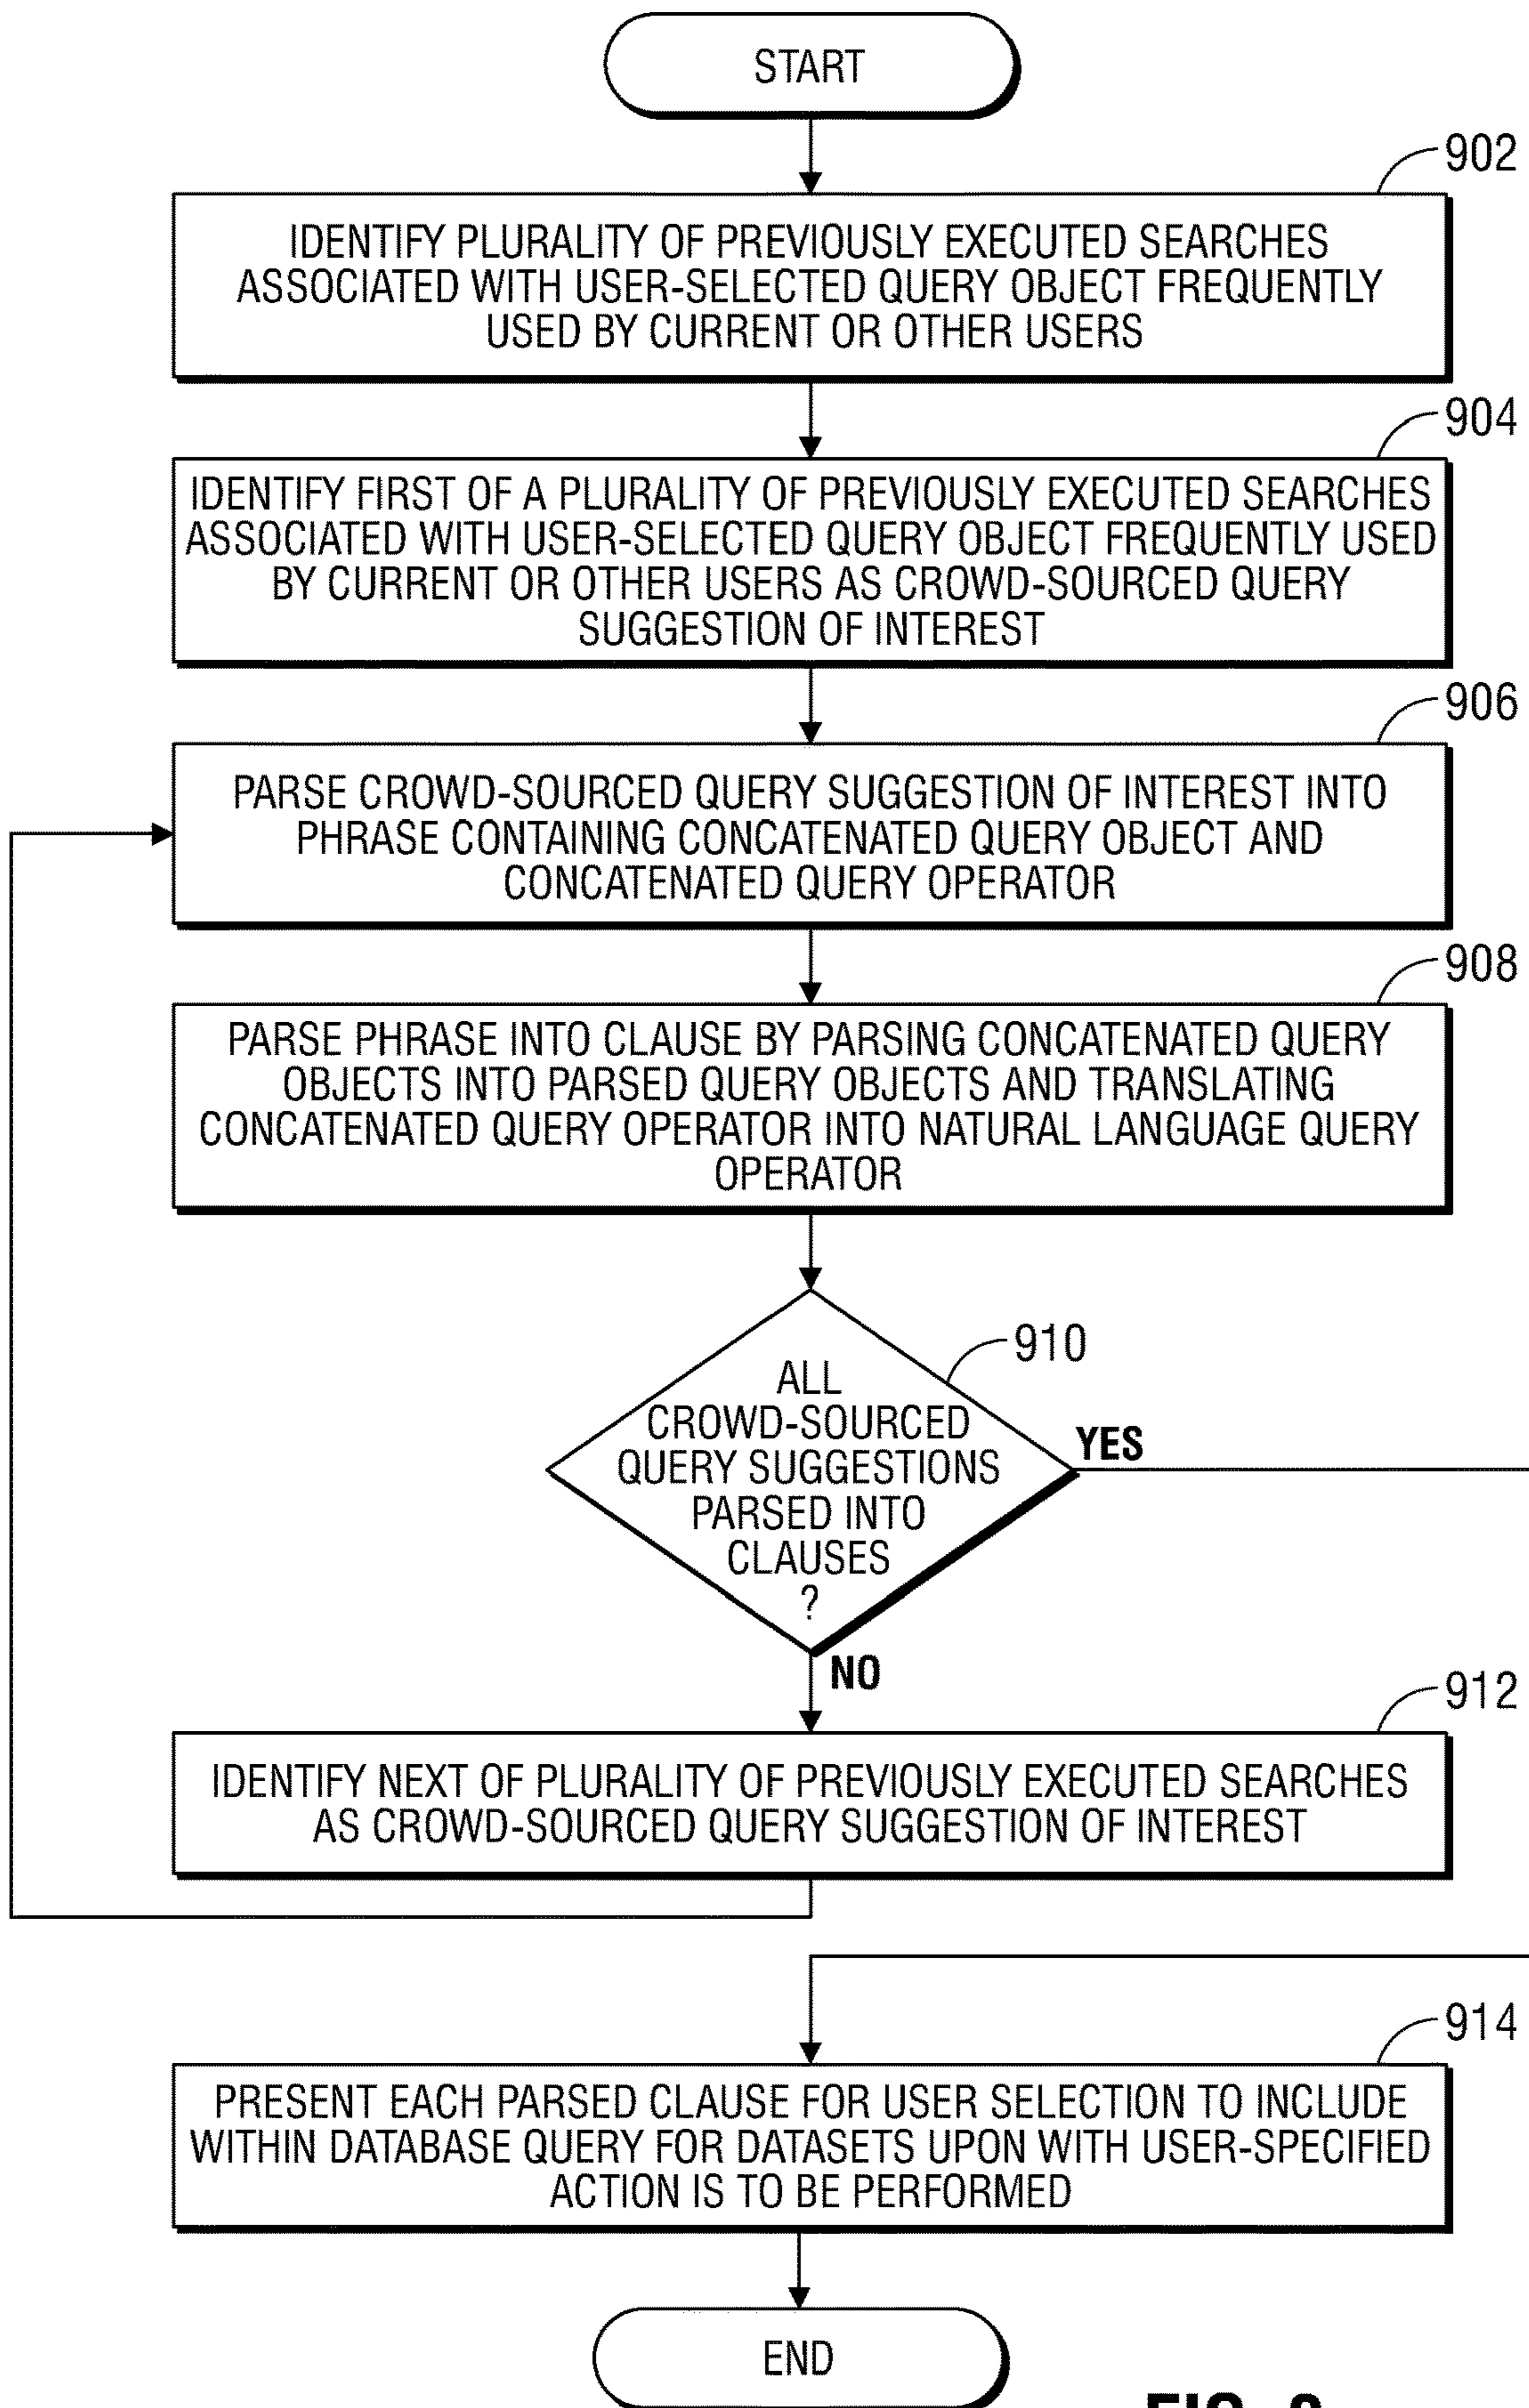 START
902
IDENTIFY PLURALITY OF PREVIOUSLY EXECUTED SEARCHES
ASSOCIATED WITH USER-SELECTED QUERY OBJECT FREQUENTLY
USED BY CURRENT OR OTHER USERS
904
IDENTIFY FIRST OF A PLURALITY OF PREVIOUSLY EXECUTED SEARCHES
ASSOCIATED WITH USER-SELECTED QUERY OBJECT FREQUENTLY USED
BY CURRENT OR OTHER USERS AS CROWD-SOURCED QUERY
SUGGESTION OF INTEREST
906
PARSE CROWD-SOURCED QUERY SUGGESTION OF INTEREST INTO
PHRASE CONTAINING CONCATENATED QUERY OBJECT AND
CONCATENATED QUERY OPERATOR
908
PARSE PHRASE INTO CLAUSE BY PARSING CONCATENATED QUERY
OBJECTS INTO PARSED QUERY OBJECTS AND TRANSLATING
CONCATENATED QUERY OPERATOR INTO NATURAL LANGUAGE QUERY
OPERATOR
910
ALL
CROWD-SOURCED
QUERY SUGGESTIONS
PARSED INTO
CLAUSES
?
YES
NO
912
IDENTIFY NEXT OF PLURALITY OF PREVIOUSLY EXECUTED SEARCHES
AS CROWD-SOURCED QUERY SUGGESTION OF INTEREST
914
PRESENT EACH PARSED CLAUSE FOR USER SELECTION TO INCLUDE
WITHIN DATABASE QUERY FOR DATASETS UPON WITH USER-SPECIFIED
ACTION IS TO BE PERFORMED
END